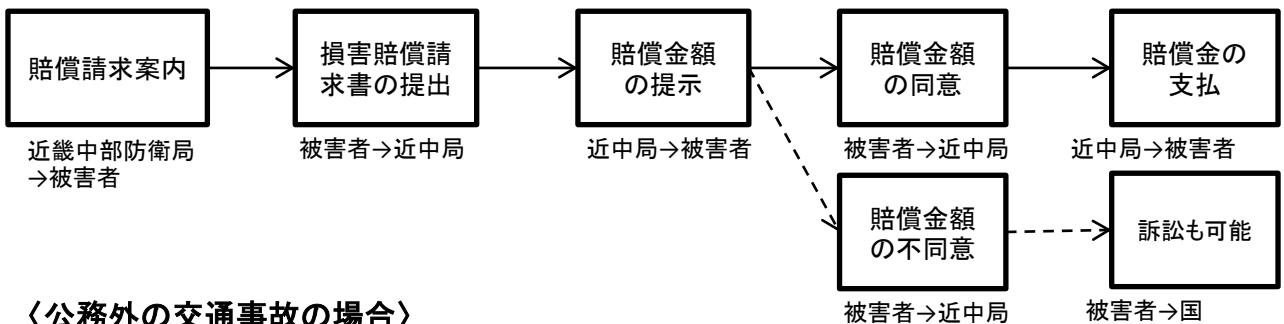 賠償請求案内
近畿中部防衛局
→被害者
損害賠償請
求書の提出
被害者→近中局
賠償金額
の提示
近中局→被害者
賠償金額
の同意
被害者→近中局
賠償金の
支払
近中局→被害者
賠償金額
の不同意
被害者→近中局
訴訟も可能
被害者→国
〈公務外の交通事故の場合〉